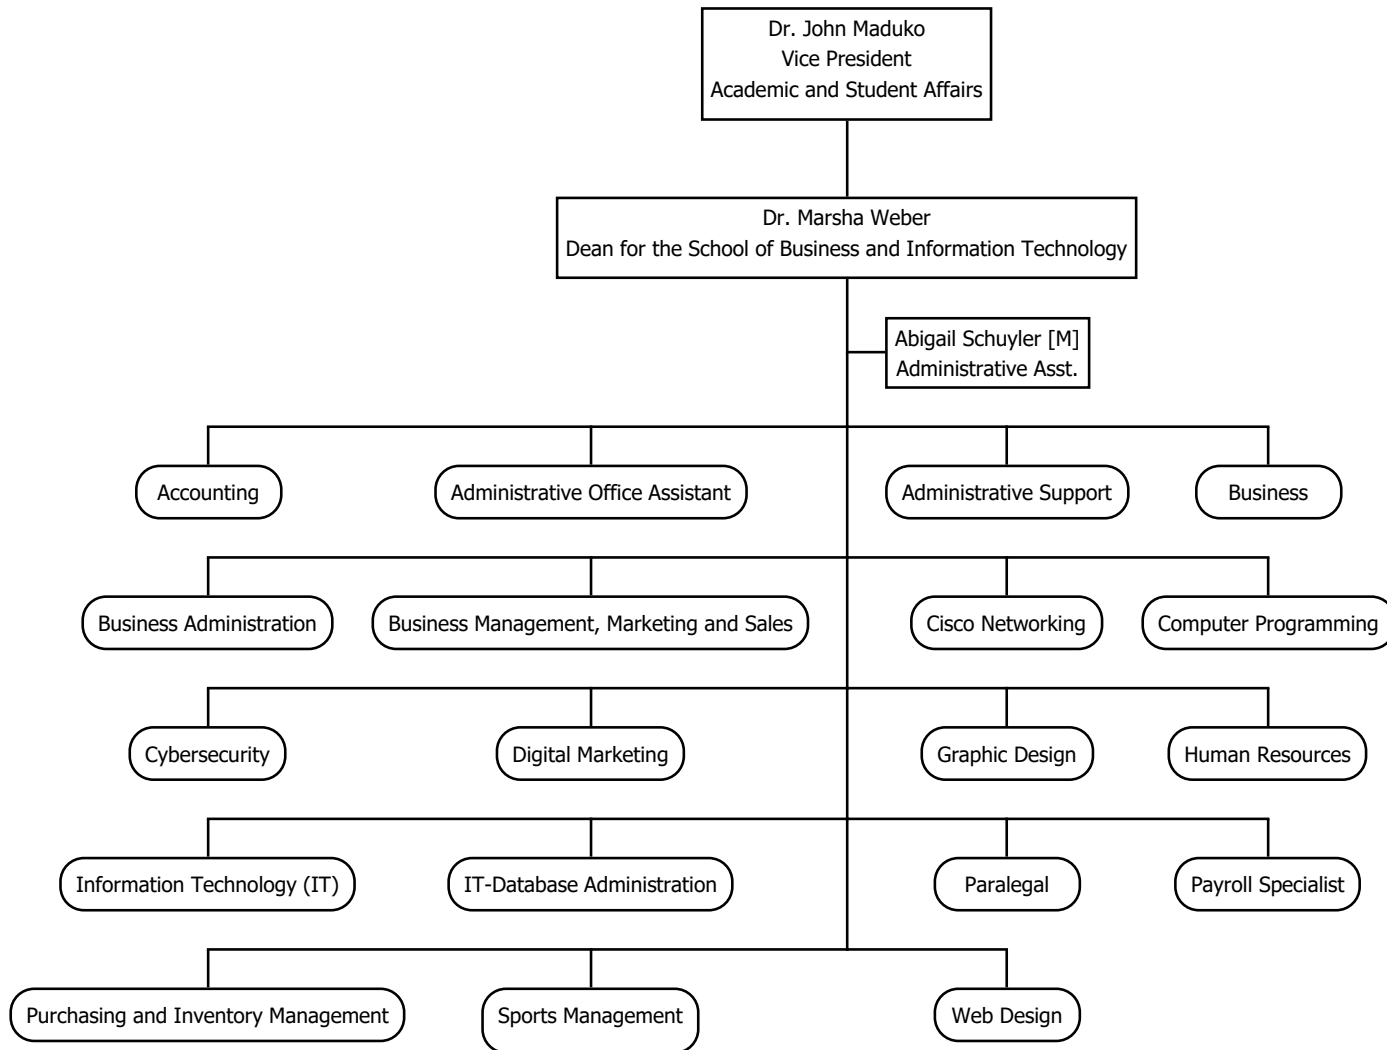 Dr. John Maduko
Vice President
Academic and Student Affairs
Dr. Marsha Weber
Dean for the School of Business and Information Technology
Abigail Schuyler [M]
Administrative Asst.
Accounting
Administrative Office Assistant
Administrative Support
Business
Business Administration
Business Management, Marketing and Sales
Cisco Networking
Computer Programming
Cybersecurity
Digital Marketing
Graphic Design
Human Resources
Information Technology (IT)
IT-Database Administration
Paralegal
Payroll Specialist
Purchasing and Inventory Management
Sports Management
Web Design